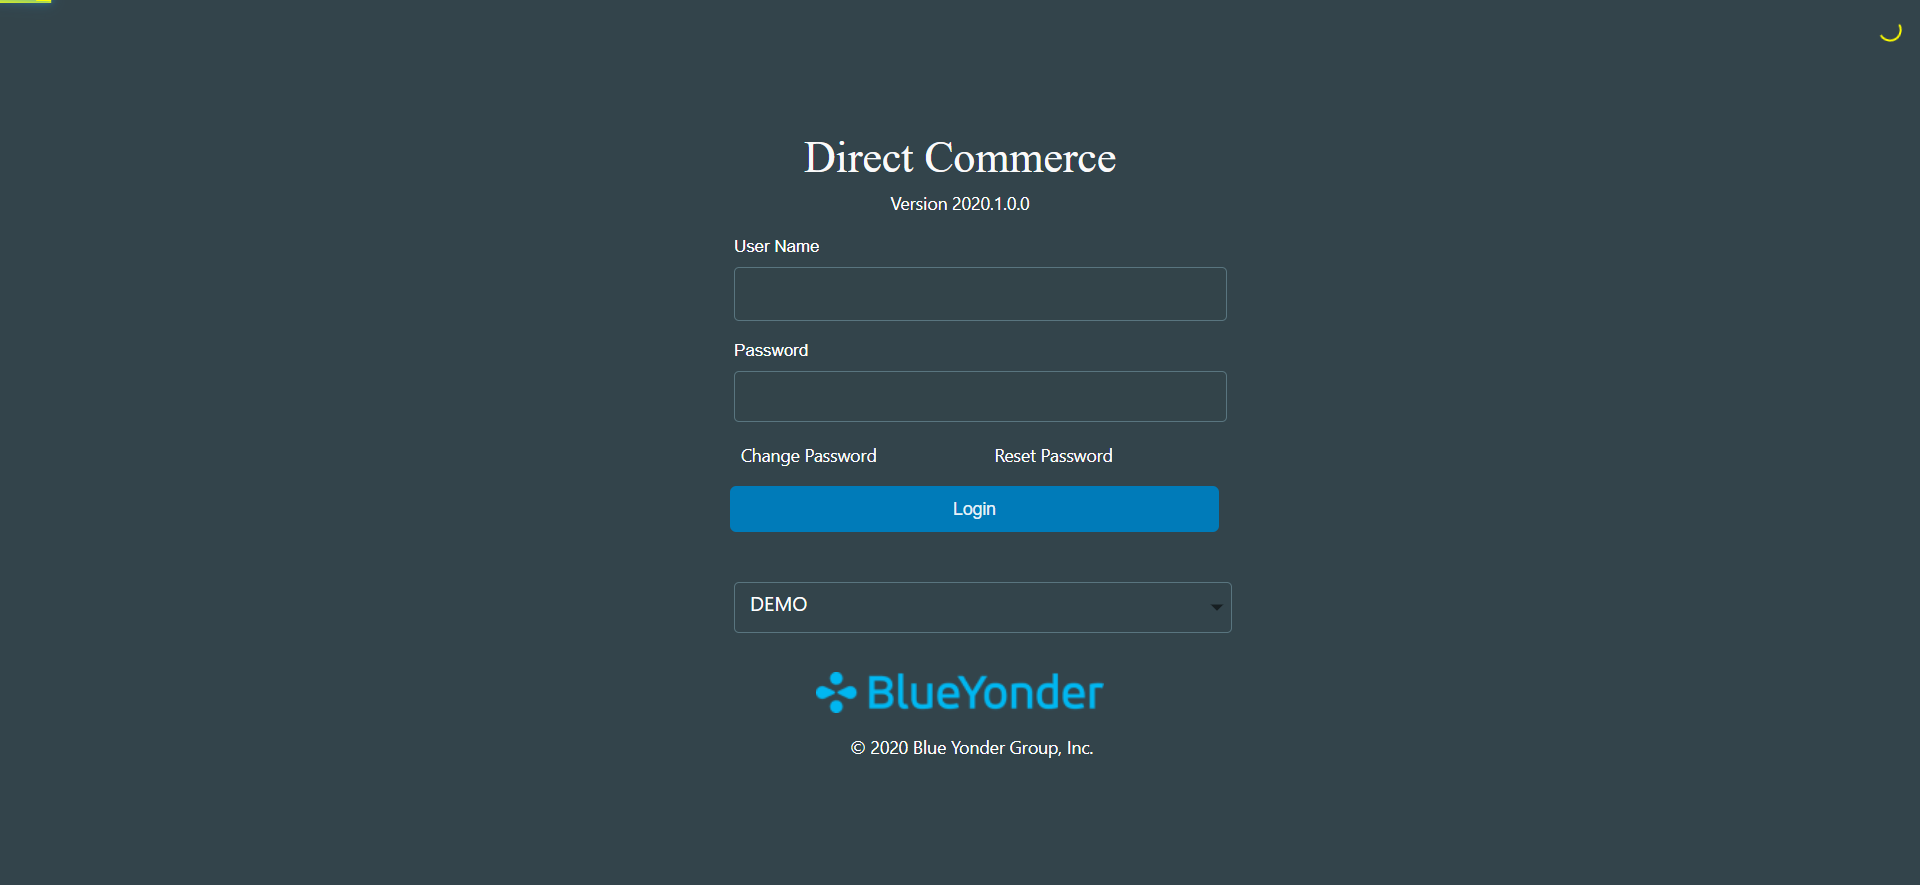 Direct Commerce
Version 2020.1.0.0
User Name
Password
Change Password Reset Password
Login
DEMO
BlueYonder
© 2020 Blue Yonder Group, Inc.